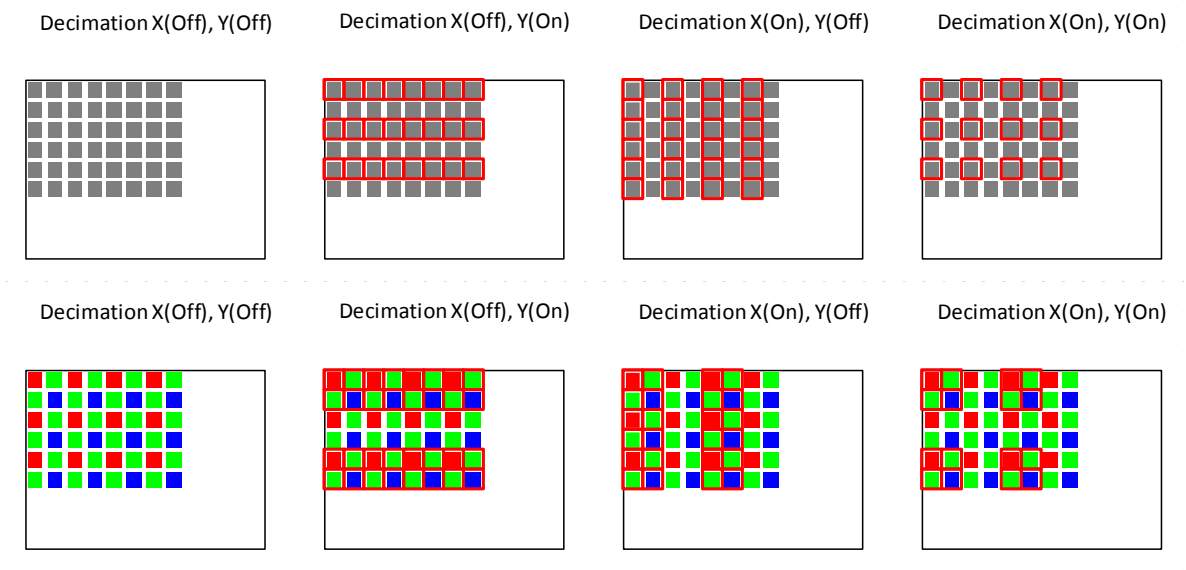 Decimation X(Off), Y(Off)
Decimation X(Off), Y(On)
Decimation X(On), Y(Off)
Decimation X(On), Y(On)
Decimation X(Off), Y(Off)
Decimation X(Off), Y(On)
Decimation X(On), Y(Off)
Decimation X(On), Y(On)